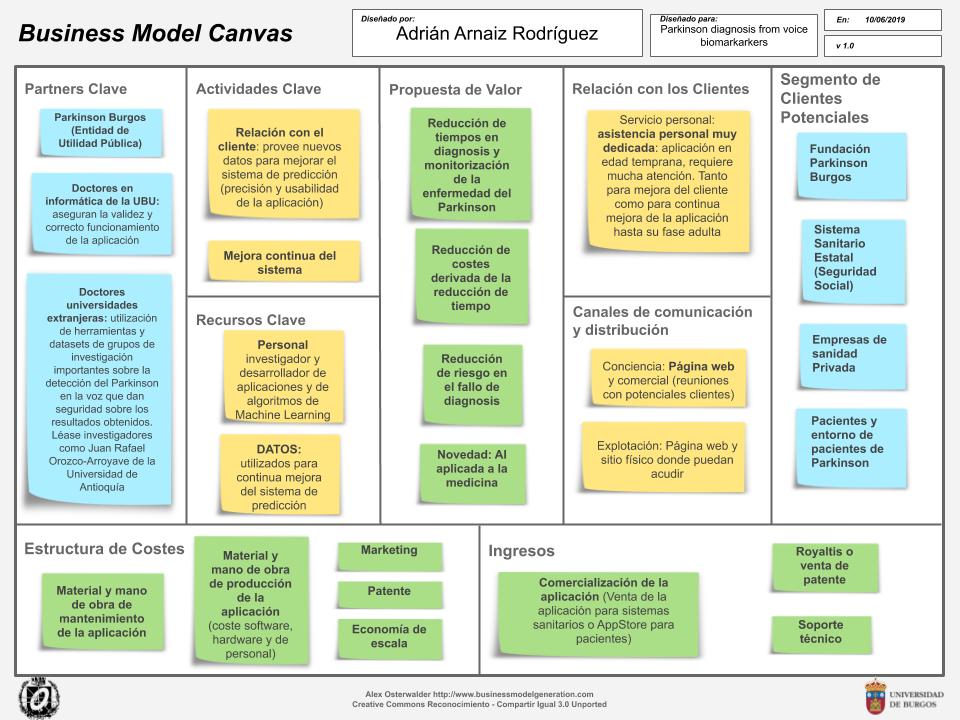 Business Model Canvas
Diseñado por:
Adrián Arnaiz Rodríguez
Diseñado para:
Parkinson diagnosis from voice
biomarkarkers
En: 10/06/2019
v 1.0
Partners Clave
Parkinson Burgos
(Entidad de
Utilidad Pública)
Doctores en
informática de la UBU:
aseguran la validez y
correcto funcionamiento
de la aplicación
Doctores
universidades
extranjeras: utilización
de herramientas y
datasets de grupos de
investigación
importantes sobre la
detección del Parkinson
en la voz que dan
seguridad sobre los
resultados obtenidos.
Léase investigadores
como Juan Rafael
Orozco-Arroyave de la
Universidad de
Antioquía
Actividades Clave
Relación con el
cliente: provee nuevos
datos para mejorar el
sistema de predicción
(precisión y usabilidad
de la aplicación)
Mejora continua del
sistema
Recursos Clave
Personal
investigador y
desarrollador de
aplicaciones y de
algoritmos de
Machine Learning
DATOS:
utilizados para
continua mejora
del sistema de
predicción
Propuesta de Valor
Reducción de
tiempos en
diagnosis y
monitorización
de la
enfermedad del
Parkinson
Reducción de
costes
derivada de la
reducción de
tiempo
Reducción
de riesgo en
el fallo de
diagnosis
Novedad: AI
aplicada a la
medicina
Relación con los Clientes
Servicio personal:
asistencia personal muy
dedicada: aplicación en
edad temprana, requiere
mucha atención. Tanto
para mejora del cliente
como para continua
mejora de la aplicación
hasta su fase adulta
Canales de comunicación
y distribución
Conciencia: Página web
y comercial (reuniones
con potenciales clientes)
Explotación: Página web y
sitio físico donde puedan
acudir
Segmento de
Clientes
Potenciales
Fundación
Parkinson
Burgos
Sistema
Sanitario
Estatal
(Seguridad
Social)
Empresas de
sanidad
Privada
Pacientes y
entorno de
pacientes de
Parkinson
Estructura de Costes
Material y mano
de obra de
mantenimiento
de la aplicación
Material y
mano de obra
de producción
de la
aplicación
(coste software,
hardware y de
personal)
Marketing
Patente
Economía de
escala
Ingresos
Comercialización de la
aplicación (Venta de la
aplicación para sistemas
sanitarios o AppStore para
pacientes)
Royaltis o
venta de
patente
Soporte
técnico
Alex Osterwalder http://www.businessmodelgeneration.com
Creative Commons Reconocimiento - Compartir Igual 3.0 Unported
UNIVERSIDAD
DE BURGOS